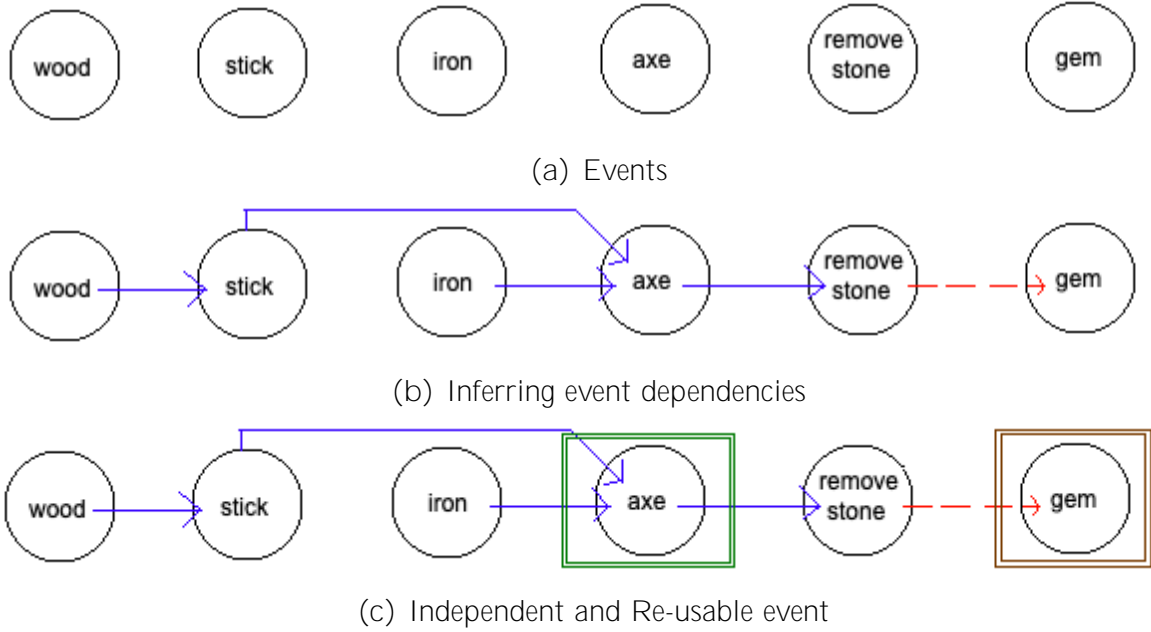 wood stick iron axe remove stone gem
(a) Events
wood stick iron axe remove stone gem
(b) Inferring event dependencies
wood stick iron axe remove stone gem
(c) Independent and Re-usable event